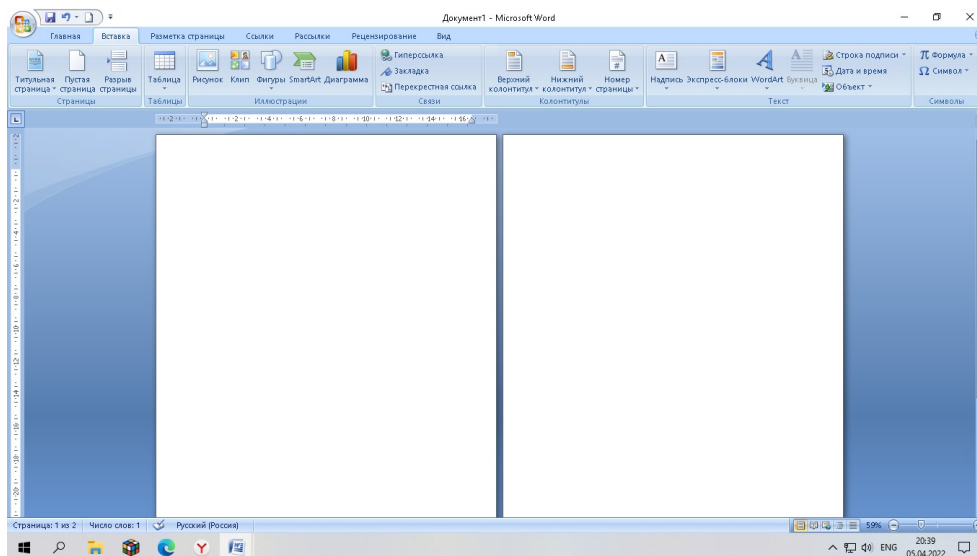 Документ1 - Microsoft Word
Главная Вставка Разметка страницы Ссылки Рассылки Рецензирование Вид
Титульная страница Пустая страница Разрыв страницы
Страницы
Таблица
Таблицы
Рисунок Клип Фигуры SmartArt Диаграмма
Иллюстрации
Гиперссылка
Закладка
Перекрестная ссылка
Связи
Верхний колонтитул Нижний колонтитул Номер страницы
Колонтитулы
Надпись Экспресс-блоки WordArt Буквица
Строка подписи
Дата и время
Объект
Текст
Формула
Символ
Символы
Страница: 1 из 2 Число слов: 1 Русский (Россия) 59%
ENG 20:39
05.04.2022